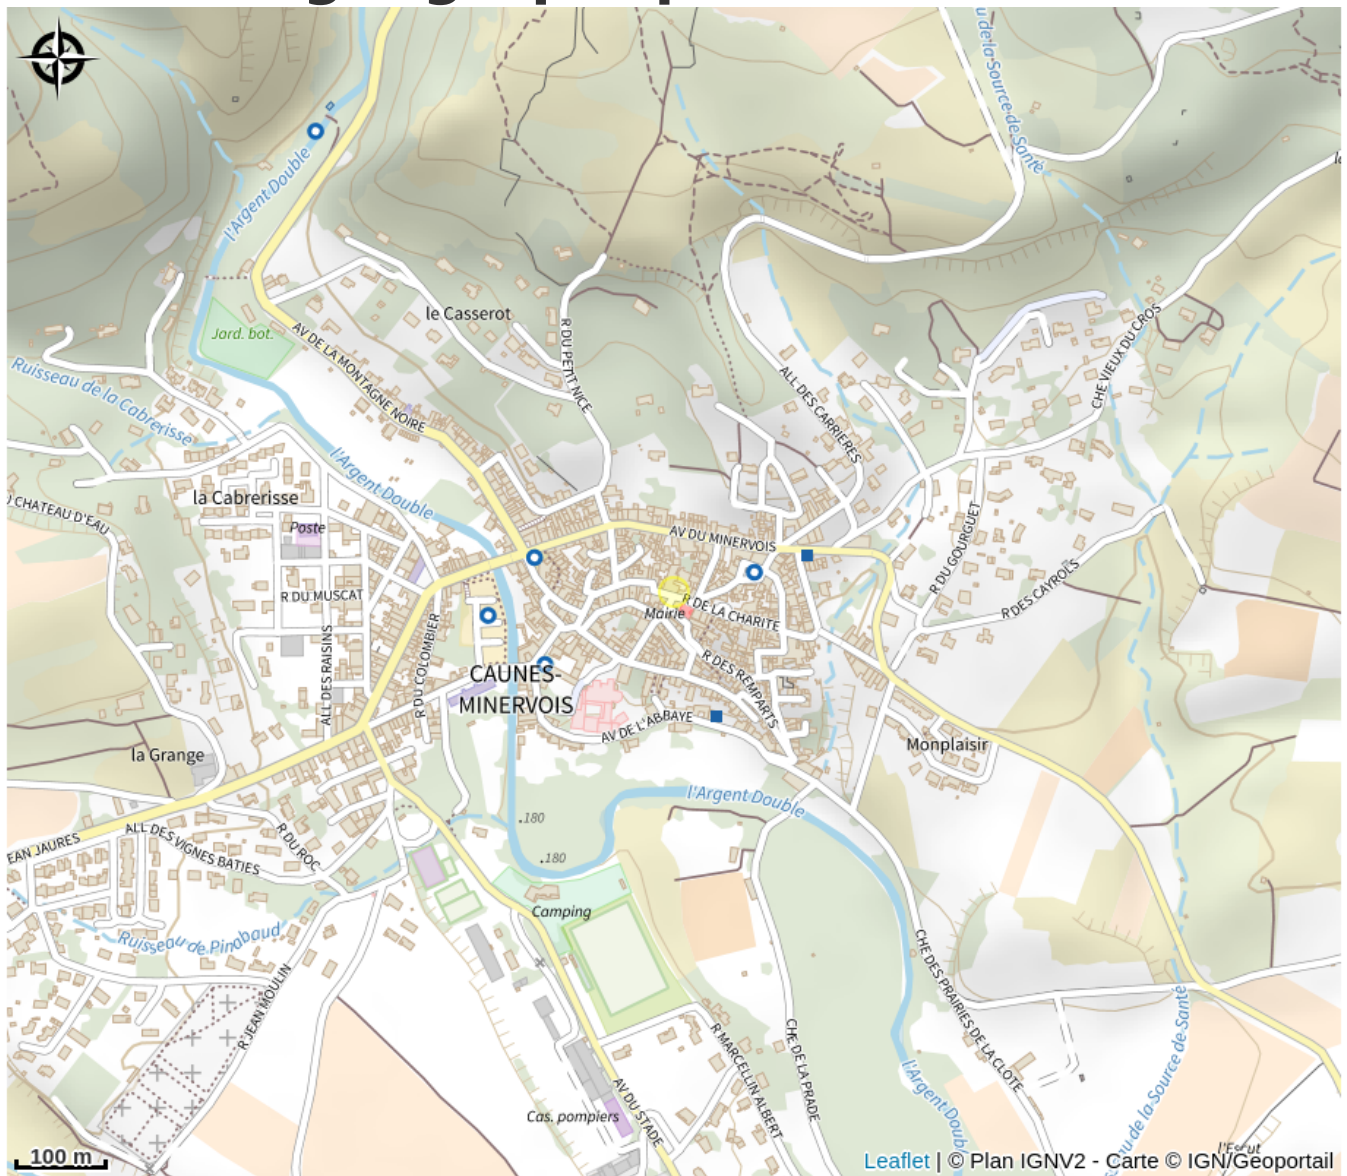 u de la Source de Santé
l'Argent Double
le Casserot
Jard. bot.
AV DE LA MONTAGNE NOIRE
R DU PETIT NICE
CHE VIEUX DU CROS
ALL DES CARRIERES
Ruisseau de la Cabrerisse
l'Argent Double
la Cabrerisse
CHATEAU D'EAU
Poste
AV DU MINERVOIS
R DU GOURGUET
R DU MUSCAT
R DES CAYROLS
Mairie
R DE LA CHARITE
ALL DES RAISINS
R DU COLOMBIER
CAUNES-
MINERVOIS
R DES REMPARTS
AV DE L'ABBAYE
la Grange
Monplaisir
l'Argent Double
.180
.180
EAN JAURES
ALL DES VIGNES BATIES
R DU ROC
Camping
Ruisseau de Pinabaud
R JEAN MOULIN
CHE DES PRAIRIES DE LA CLOTE
CHE DE LA PRADE
R MARCELLIN ALBERT
AV DU STADE
Cas. pompiers
l'Argent Doub
eau de la Source de Santé
l'Escut
100 m
Leaflet | © Plan IGNV2 - Carte © IGN/Geoportail